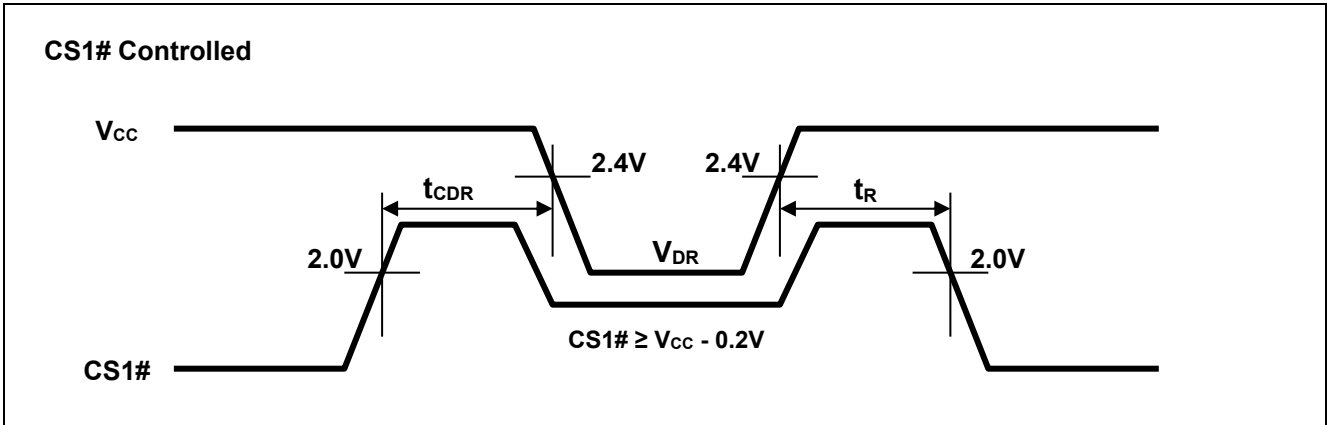 CS1# Controlled
Vcc
2.4V 2.4V
tCDR tR
2.0V VDR 2.0V
CS1# ≥ Vcc - 0.2V
CS1#